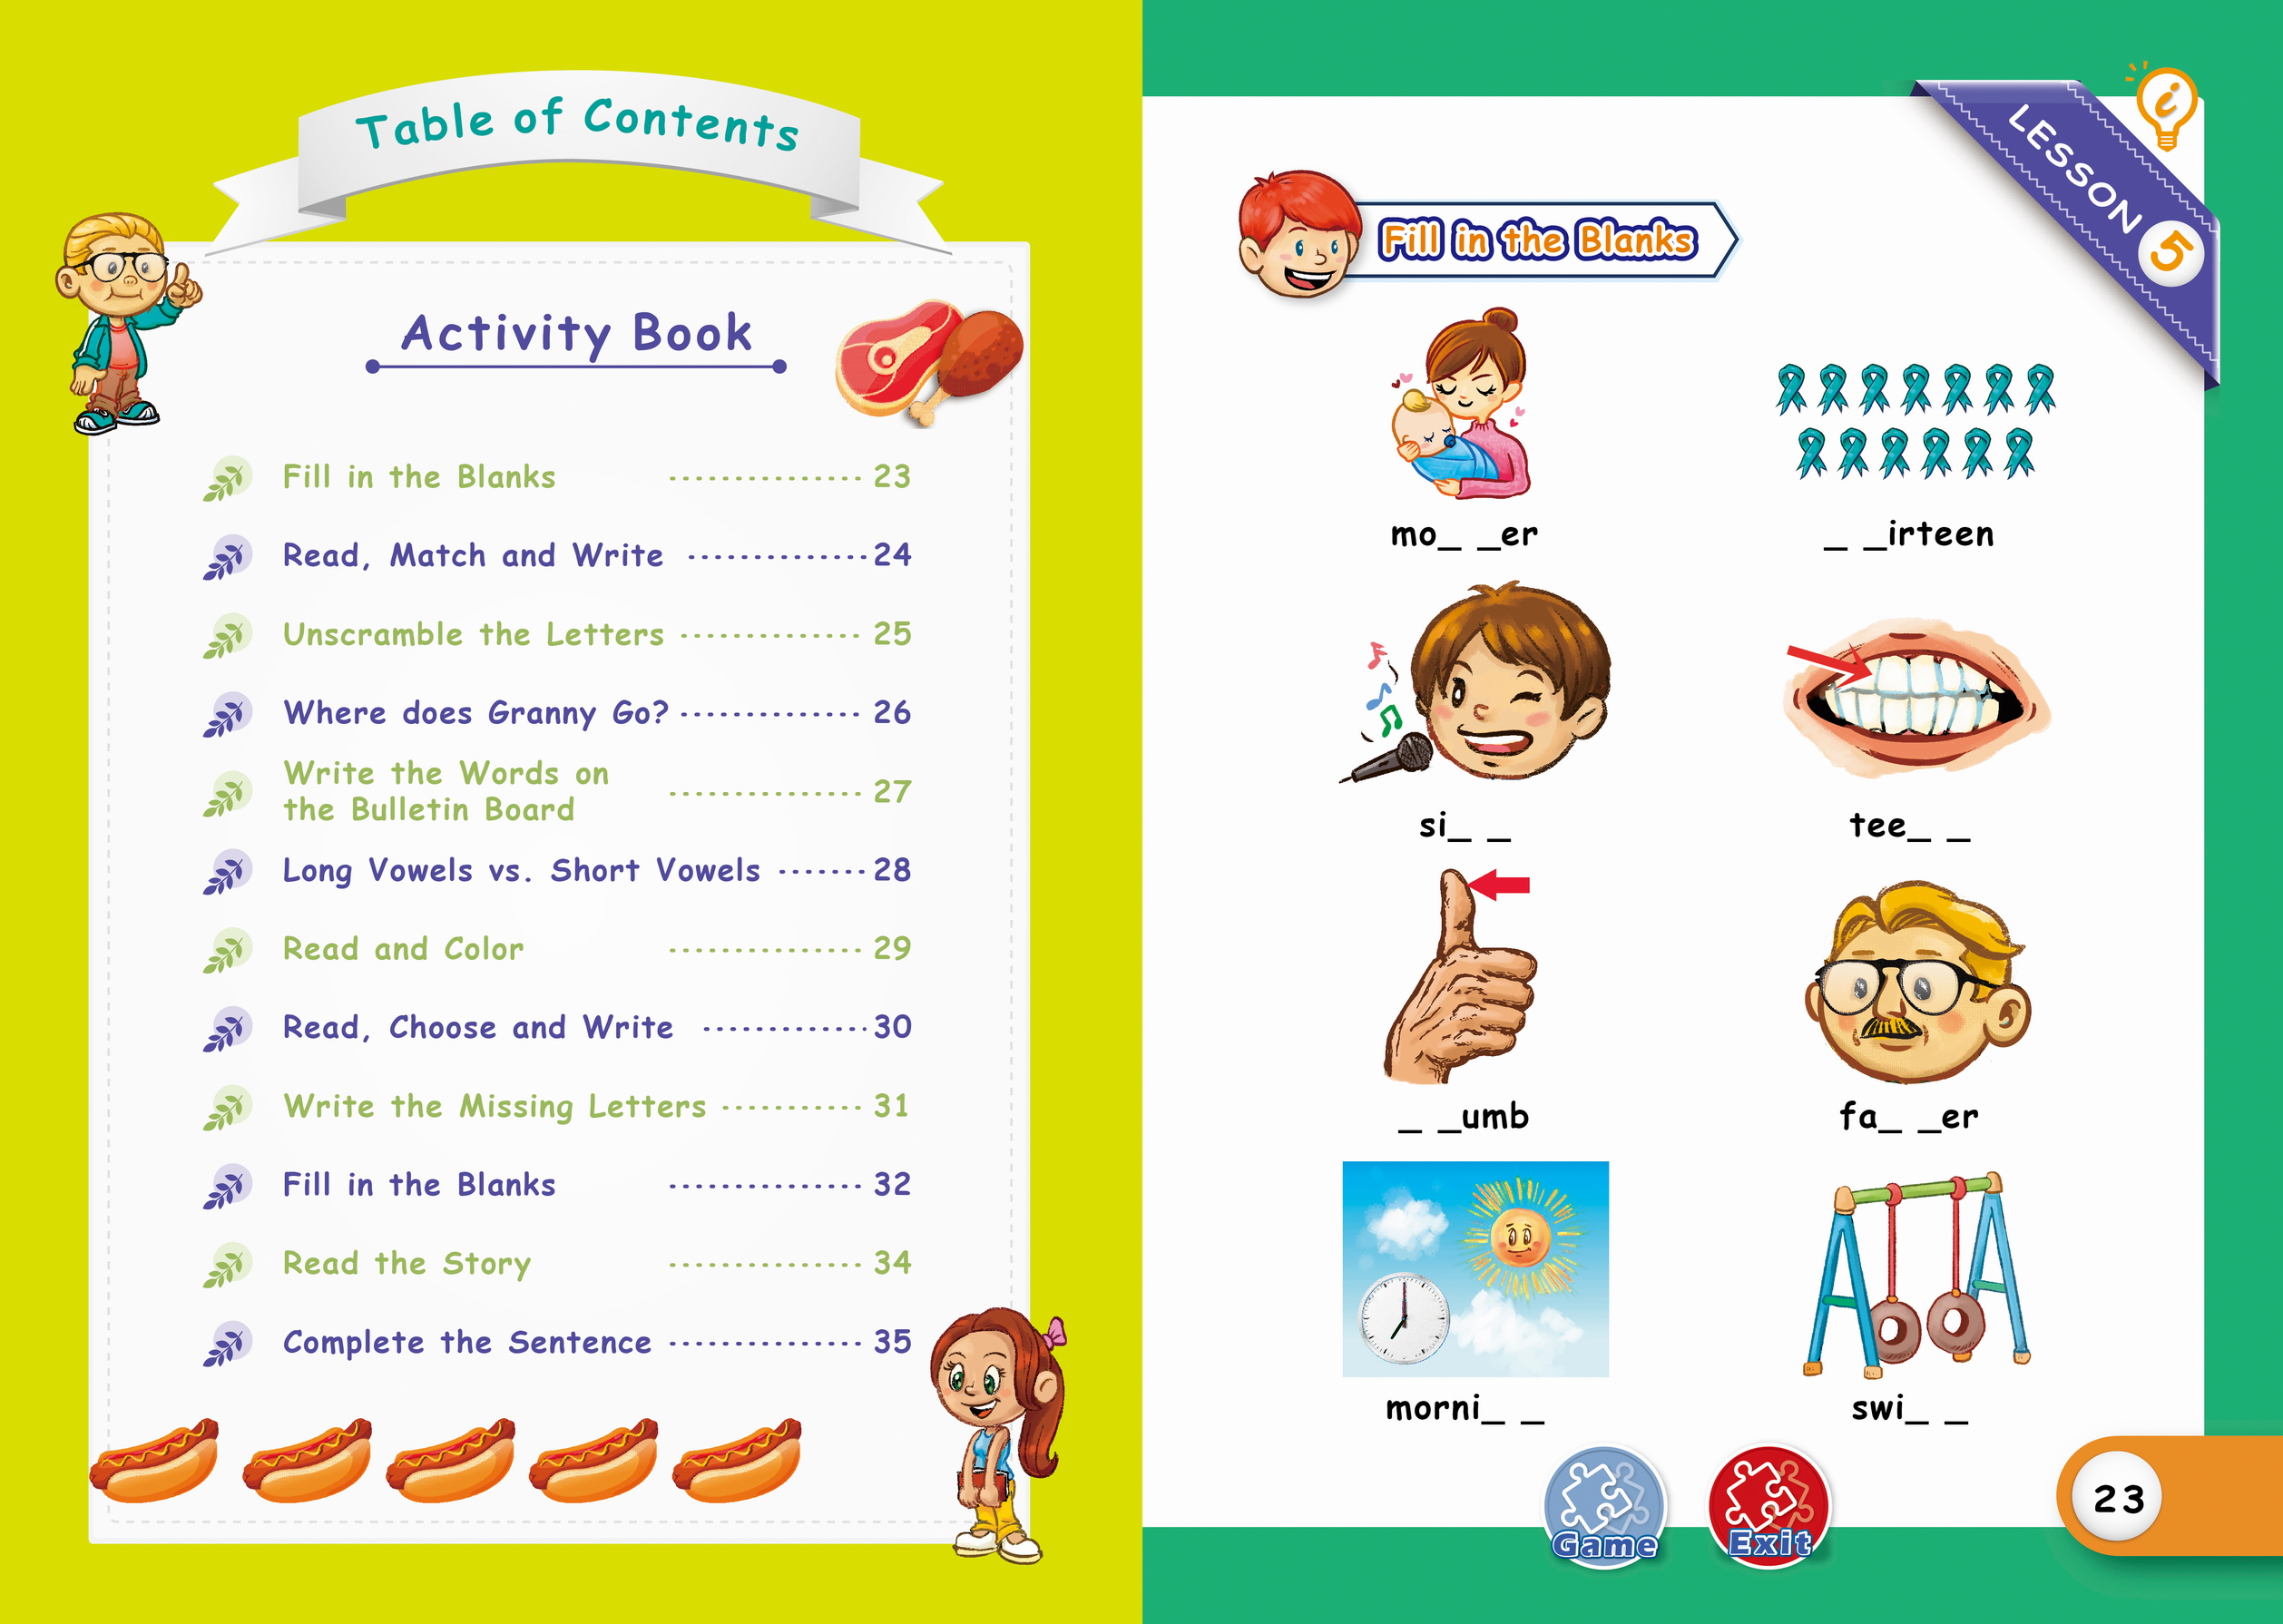 Table of Contents
Activity Book
Fill in the Blanks 23
Read, Match and Write 24
Unscramble the Letters 25
Where does Granny Go? 26
Write the Words on
the Bulletin Board 27
Long Vowels vs. Short Vowels 28
Read and Color 29
Read, Choose and Write 30
Write the Missing Letters 31
Fill in the Blanks 32
Read the Story 34
Complete the Sentence 35
i
LESSON 5
Fill in the Blanks
mo_ _er
_ _irteen
si_ _
tee_ _
_ _umb
fa_ _er
morni_ _
swi_ _
Game
Exit
23